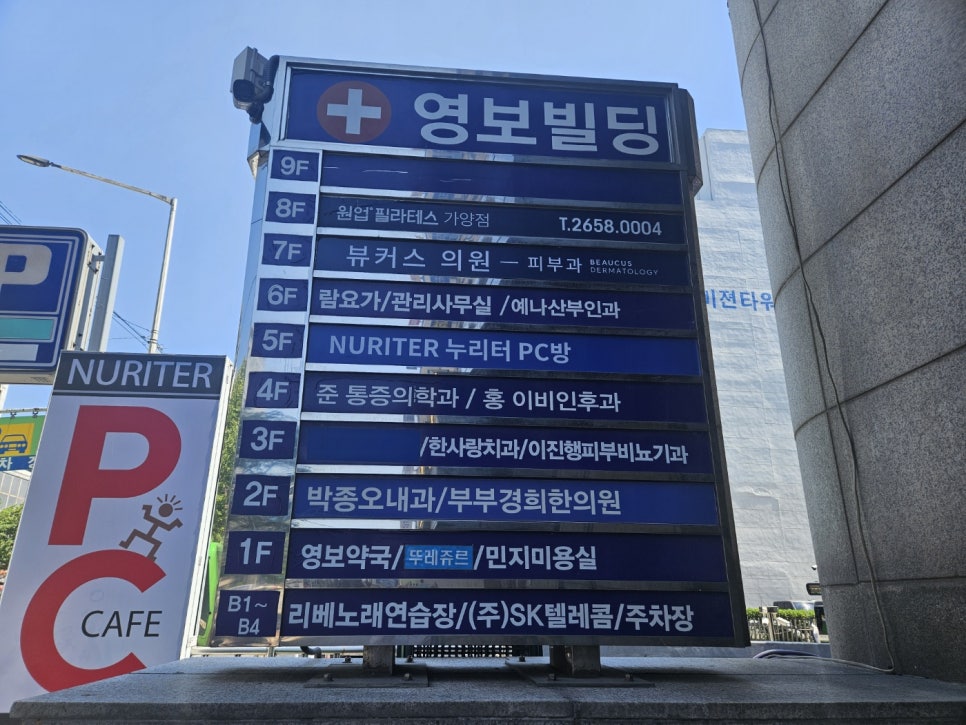 영보빌딩
9F
8F 원업 필라테스 가양점 T.2658.0004
7F 뷰커스 의원 — 피부과 BEAUCUS DERMATOLOGY
6F 람요가/관리사무실 /예나산부인과
5F NURITER 누리터 PC방
4F 준 통증의학과 / 홍 이비인후과
3F /한사랑치과/이진행피부비뇨기과
2F 박종오내과/부부경희한의원
1F 영보약국/뚜레쥬르/민지미용실
B1~B4 리베노래연습장/(주)SK텔레콤/주차장
P
NURITER
PC
CAFE
비젼타워